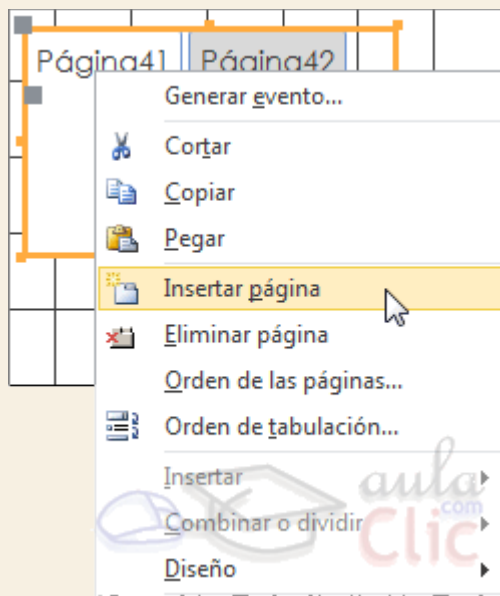 Página41 Página42
Generar evento...
Cortar
Copiar
Pegar
Insertar página
Eliminar página
Orden de las páginas...
Orden de tabulación...
Insertar
Combinar o dividir
Diseño
aula
.com
Clic